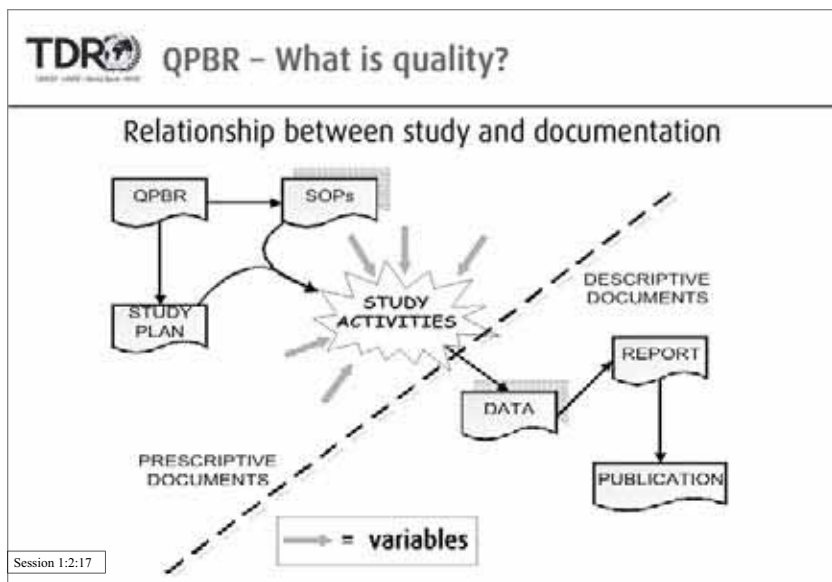 TDR
QPBR – What is quality?
Relationship between study and documentation
QPBR
SOPs
STUDY
PLAN
STUDY
ACTIVITIES
DESCRIPTIVE
DOCUMENTS
REPORT
DATA
PUBLICATION
PRESCRIPTIVE
DOCUMENTS
= variables
Session 1:2:17